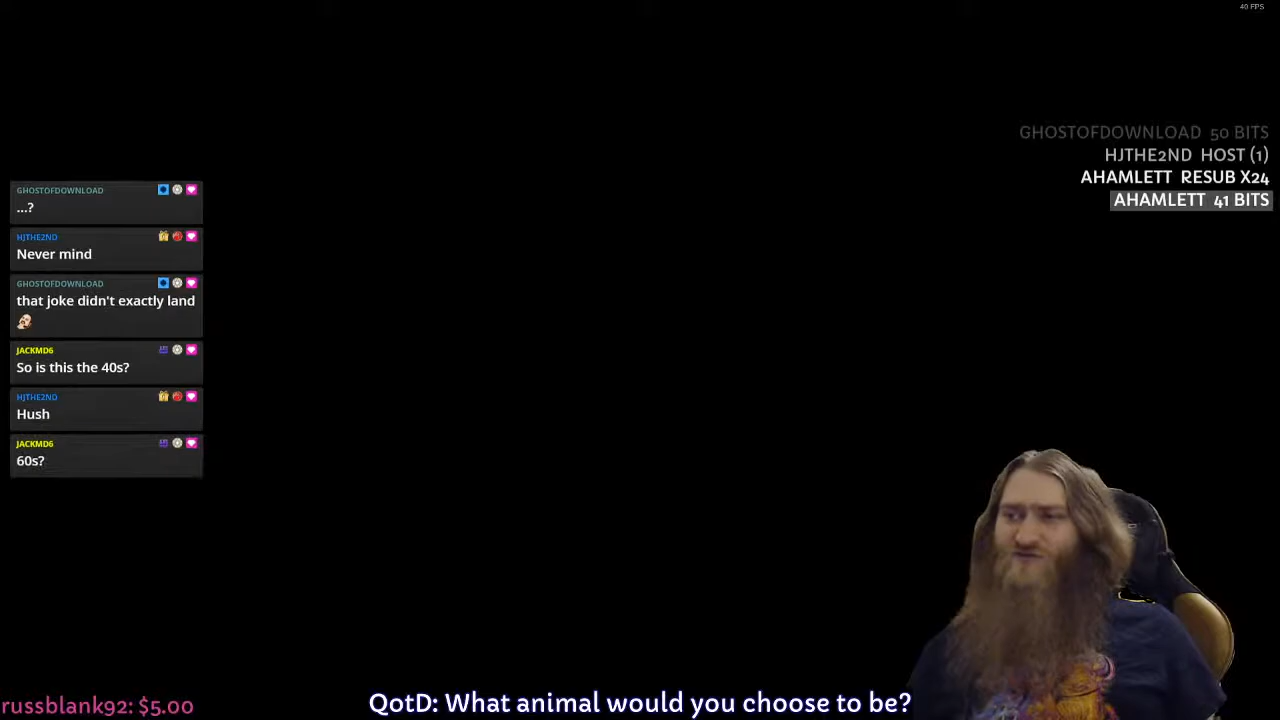 40 FPS
GHOSTOFDOWNLOAD 50 BITS
HJTHE2ND HOST (1)
AHAMLETT RESUB X24
AHAMLETT 41 BITS
GHOSTOFDOWNLOAD
...?
HJTHE2ND
Never mind
GHOSTOFDOWNLOAD
that joke didn't exactly land
JACKMD6
So is this the 40s?
HJTHE2ND
Hush
JACKMD6
60s?
russblank92: $5.00
QotD: What animal would you choose to be?